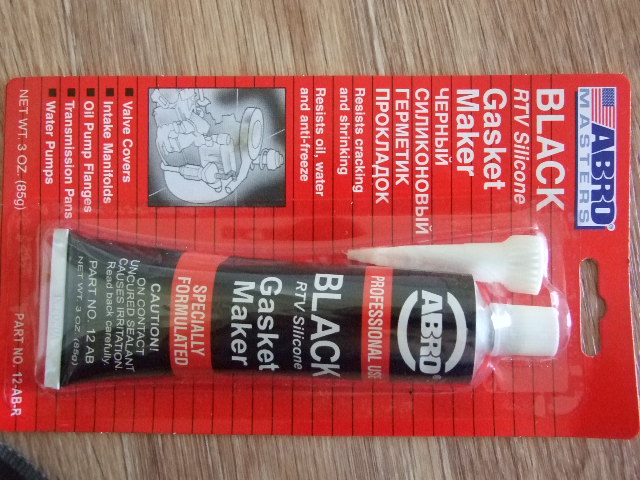 ABRO®
MASTERS
BLACK
RTV Silicone
Gasket
Maker
ЧЕРНЫЙ
СИЛИКОНОВЫЙ
ГЕРМЕТИК
ПРОКЛАДОК
Resists cracking
and shrinking
Resists oil, water
and anti-freeze
■ Valve Covers
■ Intake Manifolds
■ Oil Pump Flanges
■ Transmission Pans
■ Water Pumps
NET WT. 3 OZ. (85g)
PART NO. 12-AB-R
ABRO®
PROFESSIONAL USE
BLACK
RTV Silicone
Gasket
Maker
SPECIALLY
FORMULATED
CAUTION!
ON CONTACT
UNCURED SEALANT
CAUSES IRRITATION.
Read back carefully.
PART NO. 12 AB
NET WT. 3 OZ. (85g)